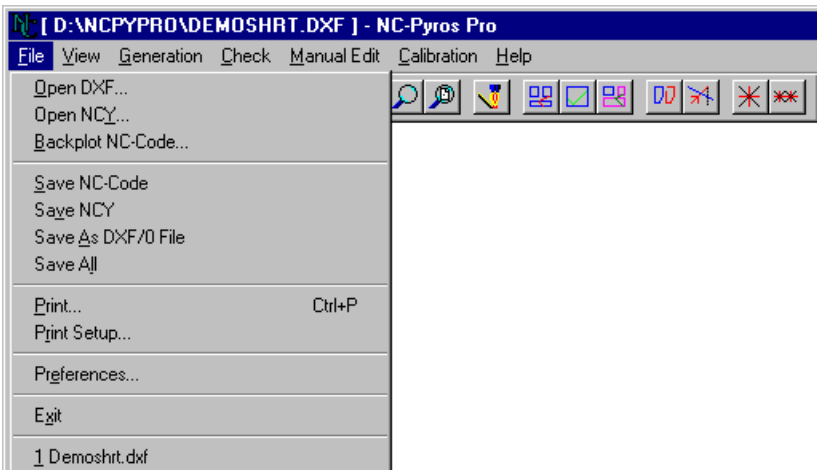 [ D:\NCPYPRO\DEMOSHRT.DXF ] - NC-Pyros Pro
File View Generation Check Manual Edit Calibration Help
Open DXF...
Open NCY...
Backplot NC-Code...
Save NC-Code
Save NCY
Save As DXF/0 File
Save All
Print... Ctrl+P
Print Setup...
Preferences...
Exit
1 Demoshrt.dxf